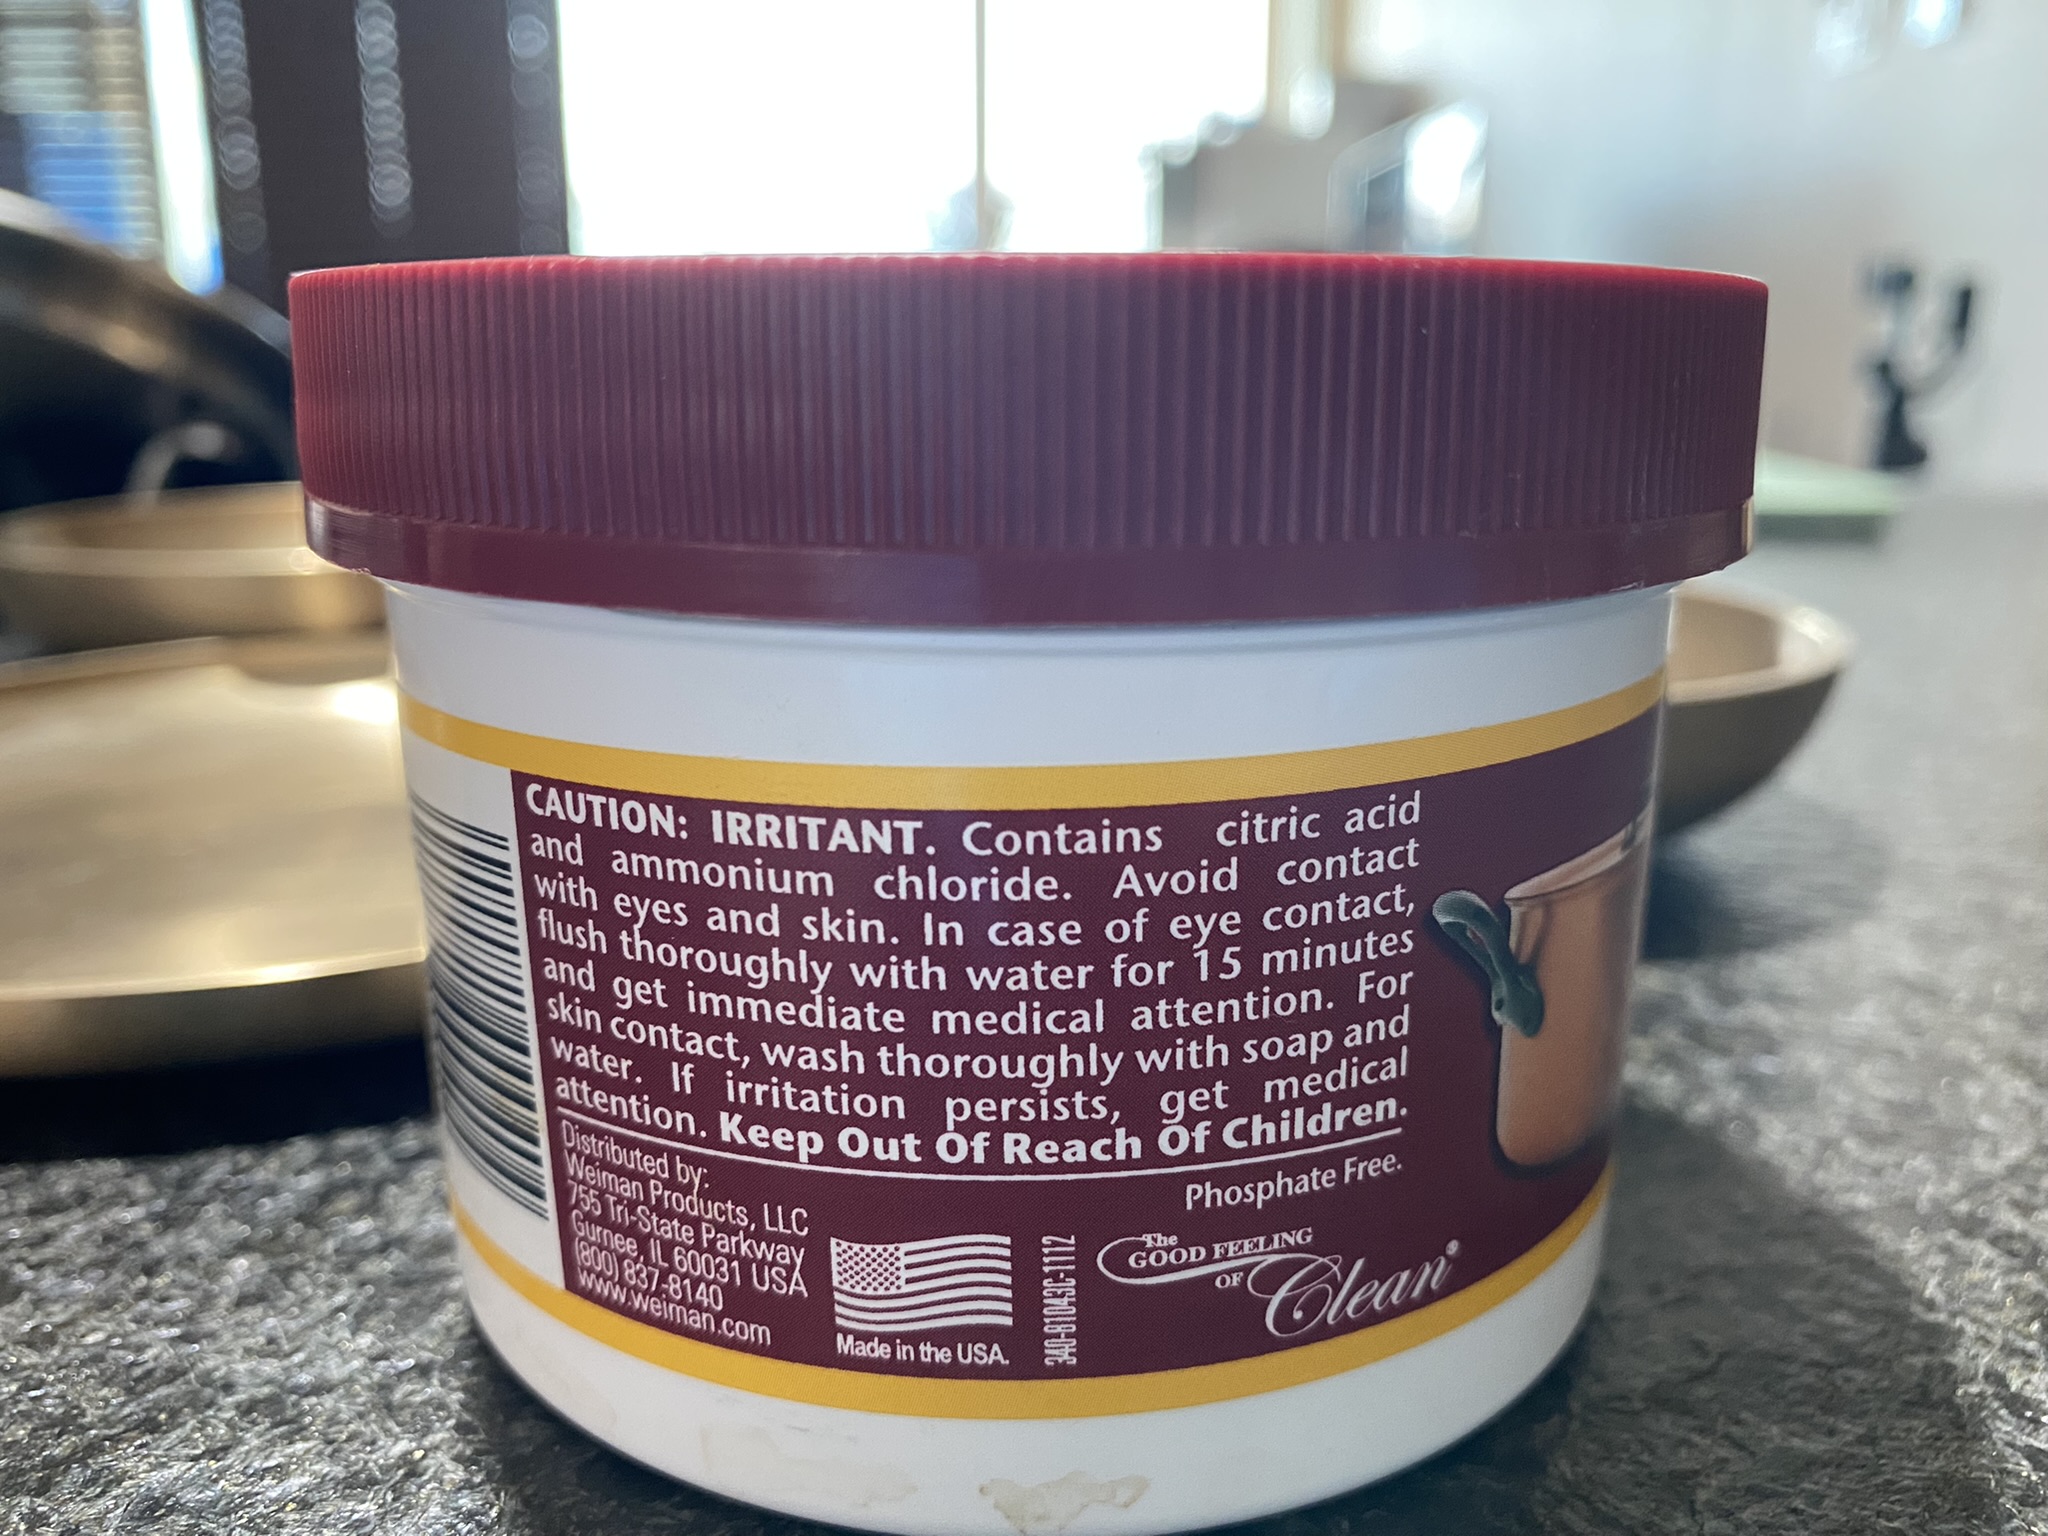 CAUTION: IRRITANT. Contains citric acid
and ammonium chloride. Avoid contact
with eyes and skin. In case of eye contact,
flush thoroughly with water for 15 minutes
and get immediate medical attention. For
skin contact, wash thoroughly with soap and
water. If irritation persists, get medical
attention. Keep Out Of Reach Of Children.
Phosphate Free.
Distributed by:
Weiman Products, LLC
755 Tri-State Parkway
Gurnee, IL 60031 USA
(800) 837-8140
www.weiman.com
Made in the USA.
340-81043C-1112
The
GOOD FEELING
OF Clean®